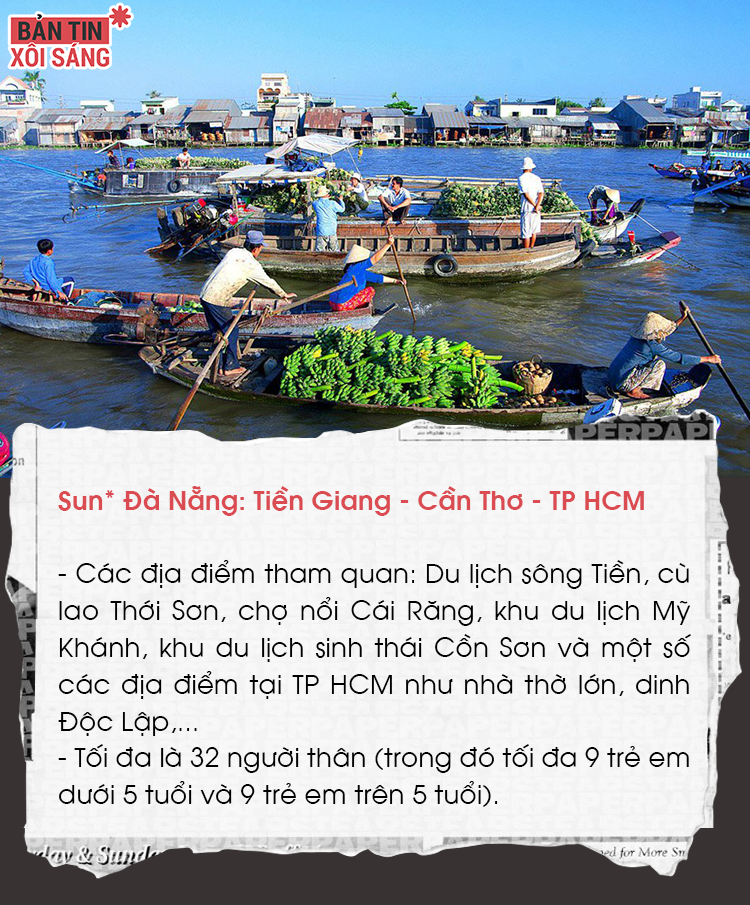 BẢN TIN
XÔI SÁNG
Sun* Đà Nẵng: Tiền Giang - Cần Thơ - TP HCM
- Các địa điểm tham quan: Du lịch sông Tiền, cù
lao Thới Sơn, chợ nổi Cái Răng, khu du lịch Mỹ
Khánh, khu du lịch sinh thái Cồn Sơn và một số
các địa điểm tại TP HCM như nhà thờ lớn, dinh
Độc Lập,...
- Tối đa là 32 người thân (trong đó tối đa 9 trẻ em
dưới 5 tuổi và 9 trẻ em trên 5 tuổi).
for More